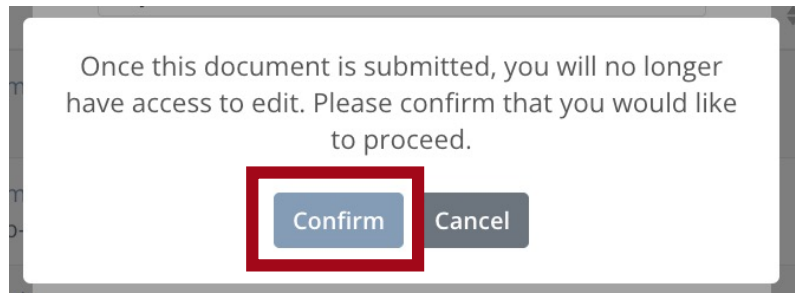 Once this document is submitted, you will no longer
have access to edit. Please confirm that you would like
to proceed.
Confirm Cancel